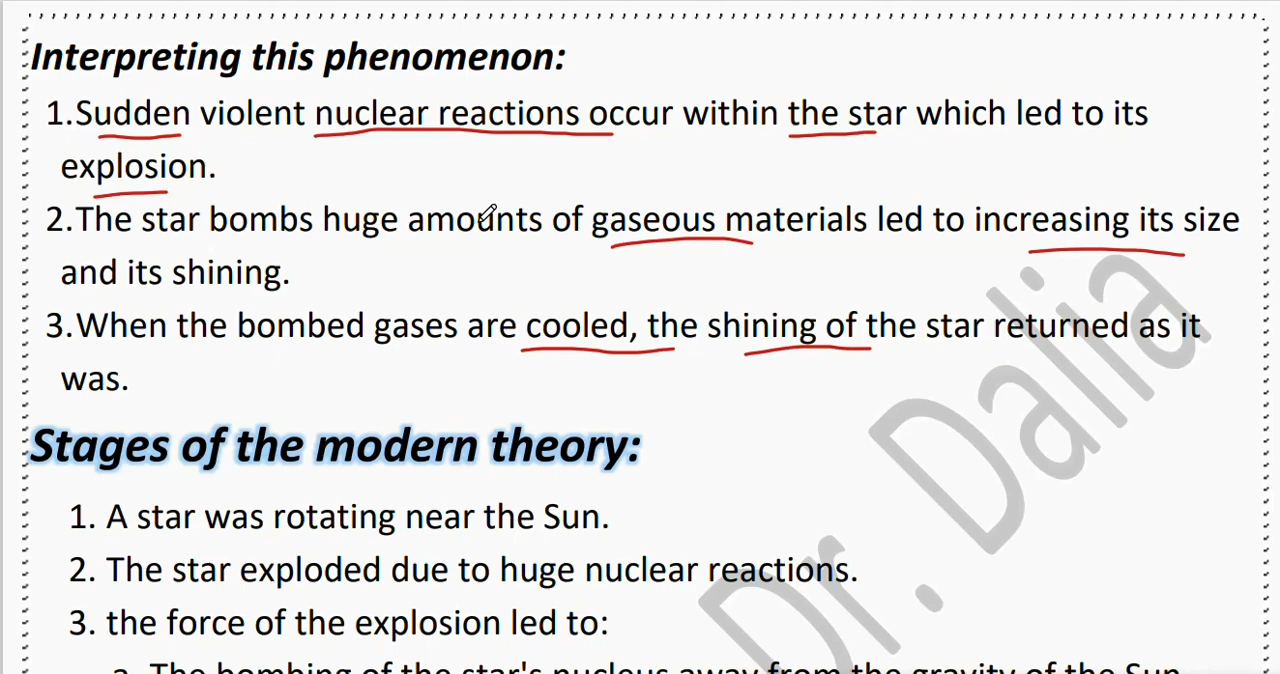 Interpreting this phenomenon:
1.Sudden violent nuclear reactions occur within the star which led to its
explosion.
2.The star bombs huge amounts of gaseous materials led to increasing its size
and its shining.
3.When the bombed gases are cooled, the shining of the star returned as it
was.
Stages of the modern theory:
1. A star was rotating near the Sun.
2. The star exploded due to huge nuclear reactions.
3. the force of the explosion led to:
a. The bombing of the star's nucleus away from the gravity of the Sun
Dr. Dalia